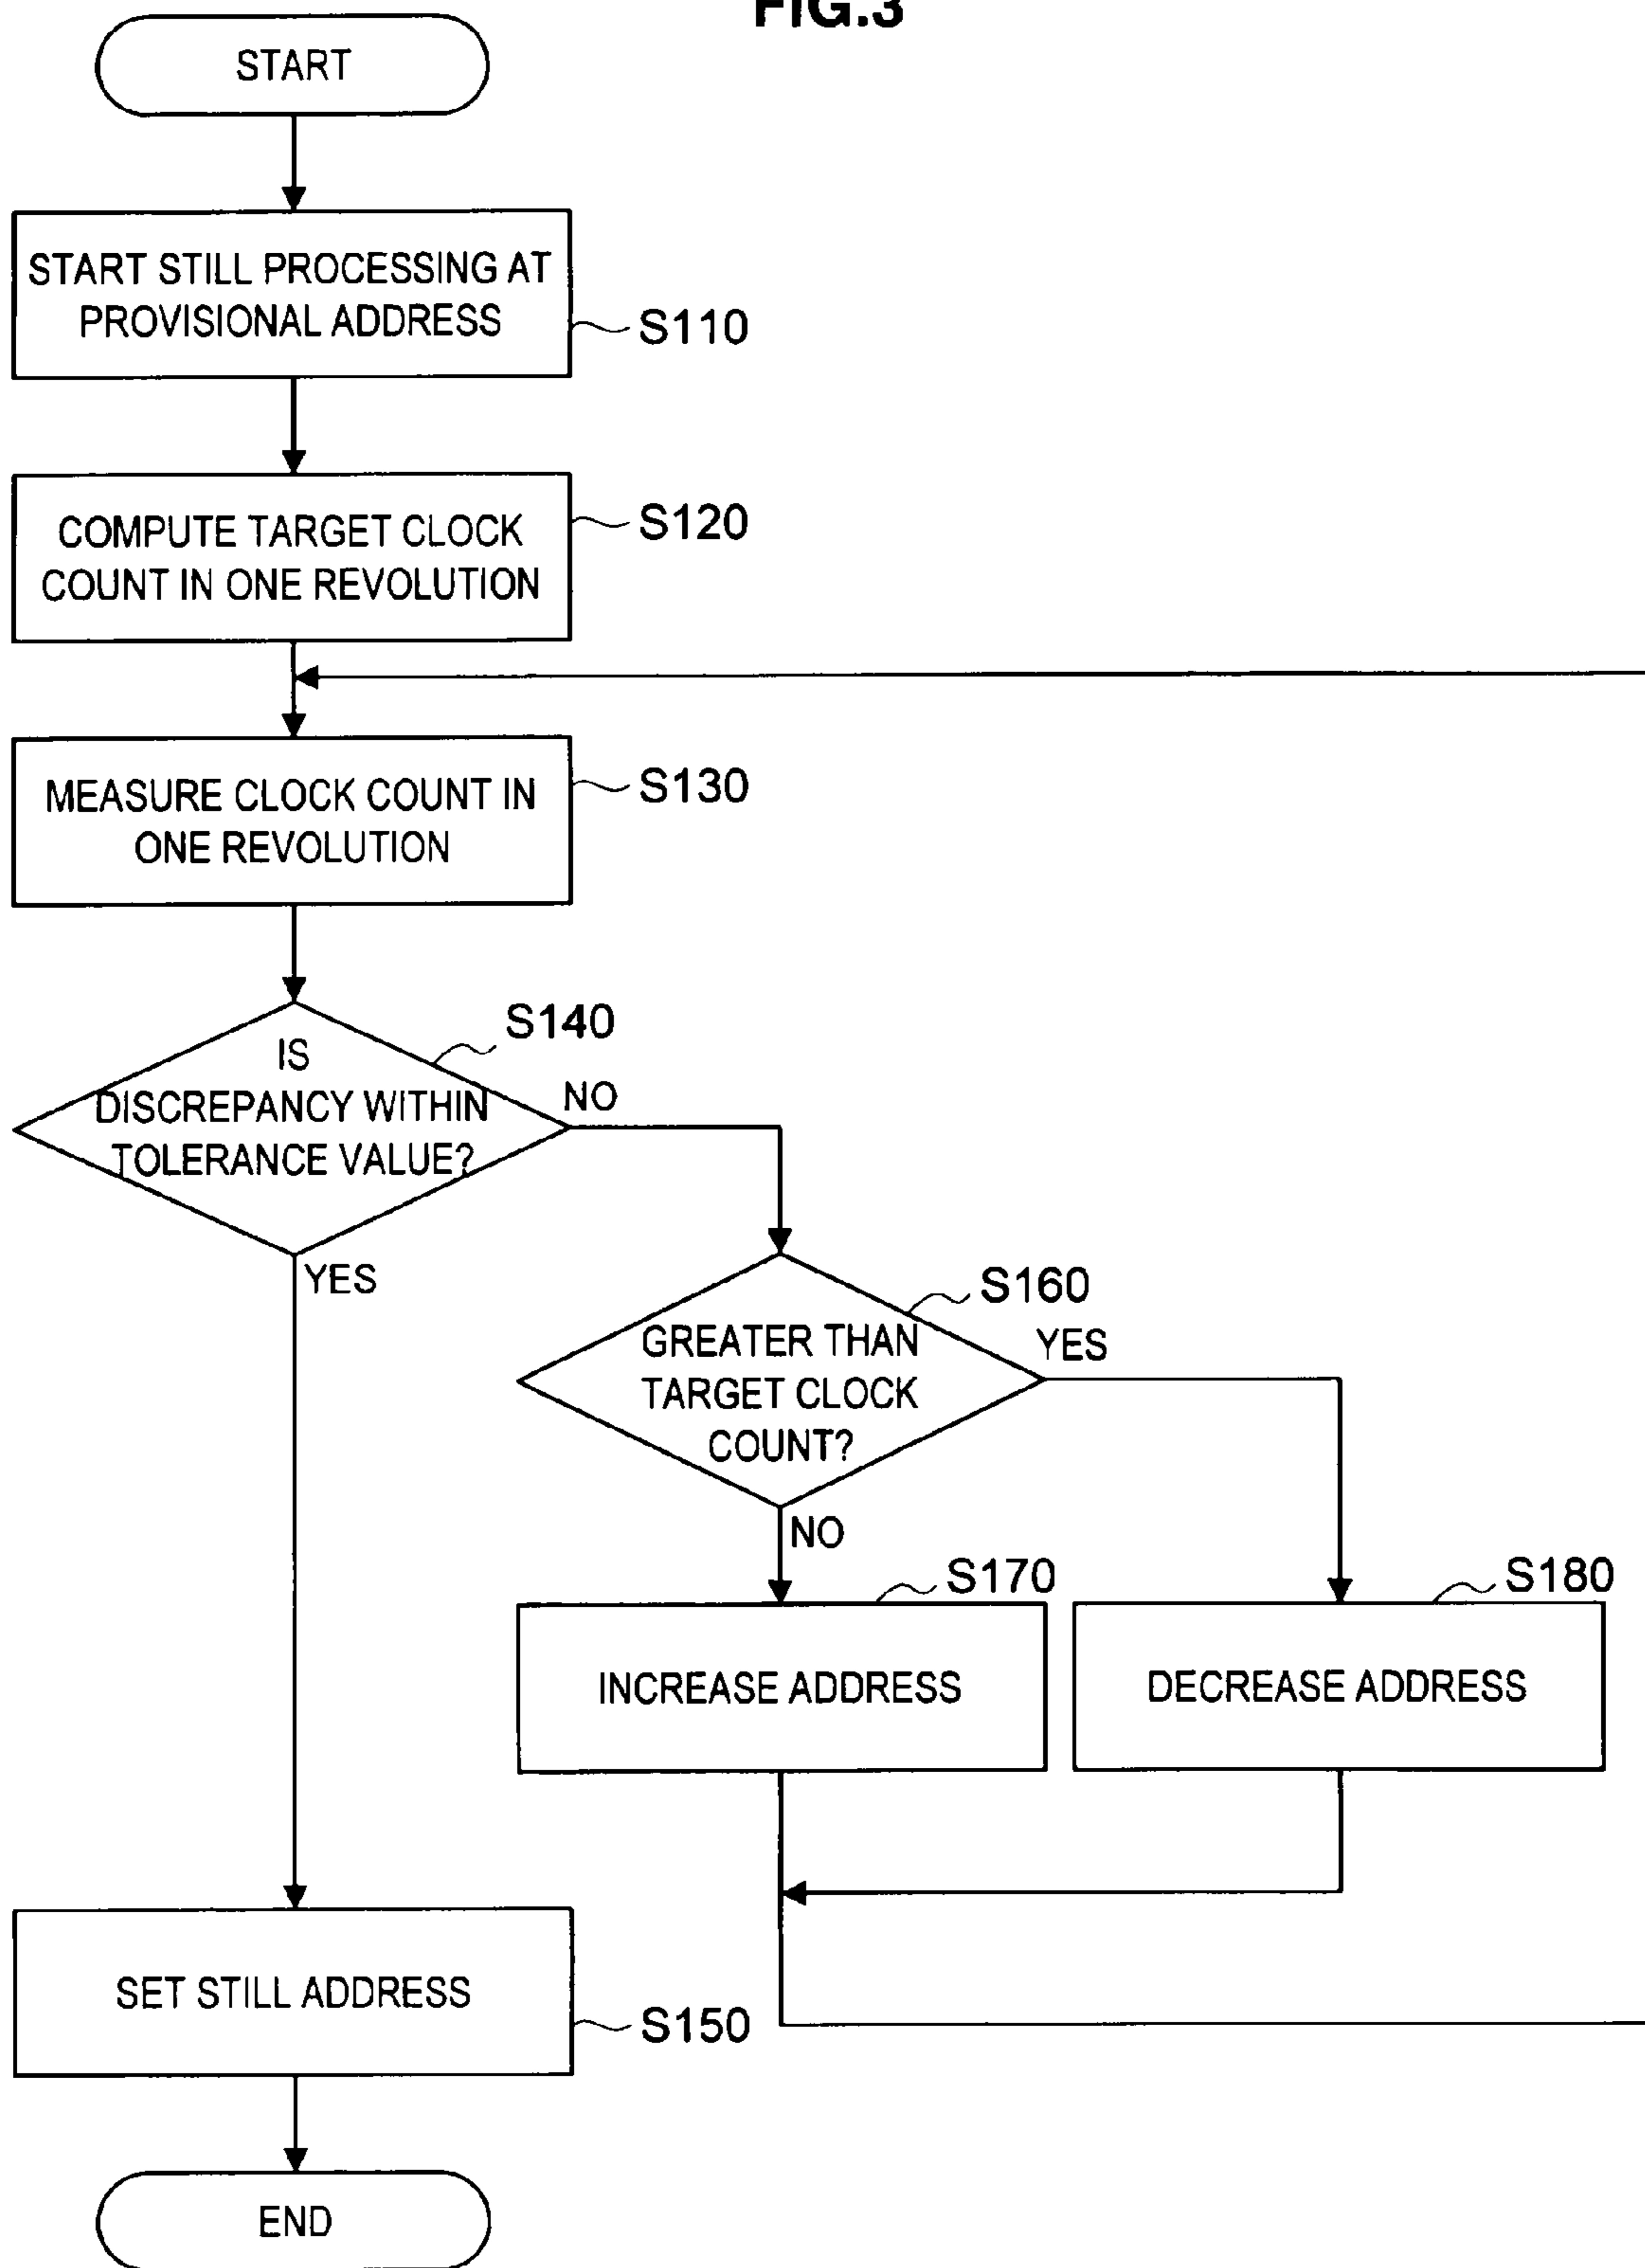 FIG.3
START
START STILL PROCESSING AT
PROVISIONAL ADDRESS
S110
COMPUTE TARGET CLOCK
COUNT IN ONE REVOLUTION
S120
MEASURE CLOCK COUNT IN
ONE REVOLUTION
S130
S140
IS
DISCREPANCY WITHIN
TOLERANCE VALUE?
NO
YES
S160
GREATER THAN
TARGET CLOCK
COUNT?
YES
NO
S170
INCREASE ADDRESS
S180
DECREASE ADDRESS
SET STILL ADDRESS
S150
END